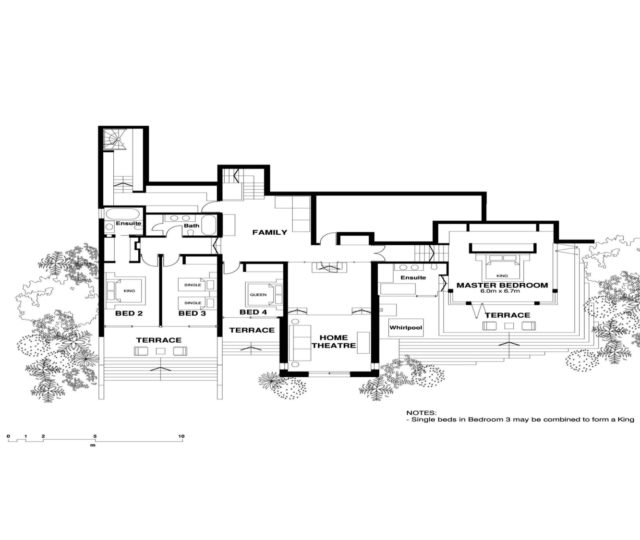 Ensuite
Bath
FAMILY
KING
BED 2
SINGLE
SINGLE
BED 3
QUEEN
BED 4
TERRACE
TERRACE
HOME
THEATRE
Ensuite
Whirlpool
KING
MASTER BEDROOM
6.0m x 5.7m
TERRACE
NOTES:
- Single beds in Bedroom 3 may be combined to form a King
0 1 2 5 10
m